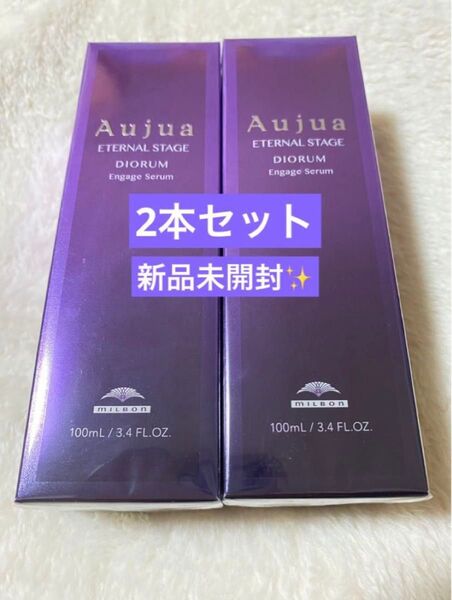 Aujua
ETERNAL STAGE
DIORUM
Engage Serum
MILBON
100mL / 3.4 FL.OZ.
Aujua
ETERNAL STAGE
DIORUM
Engage Serum
MILBON
100mL / 3.4 FL.OZ.
2本セット
新品未開封✨